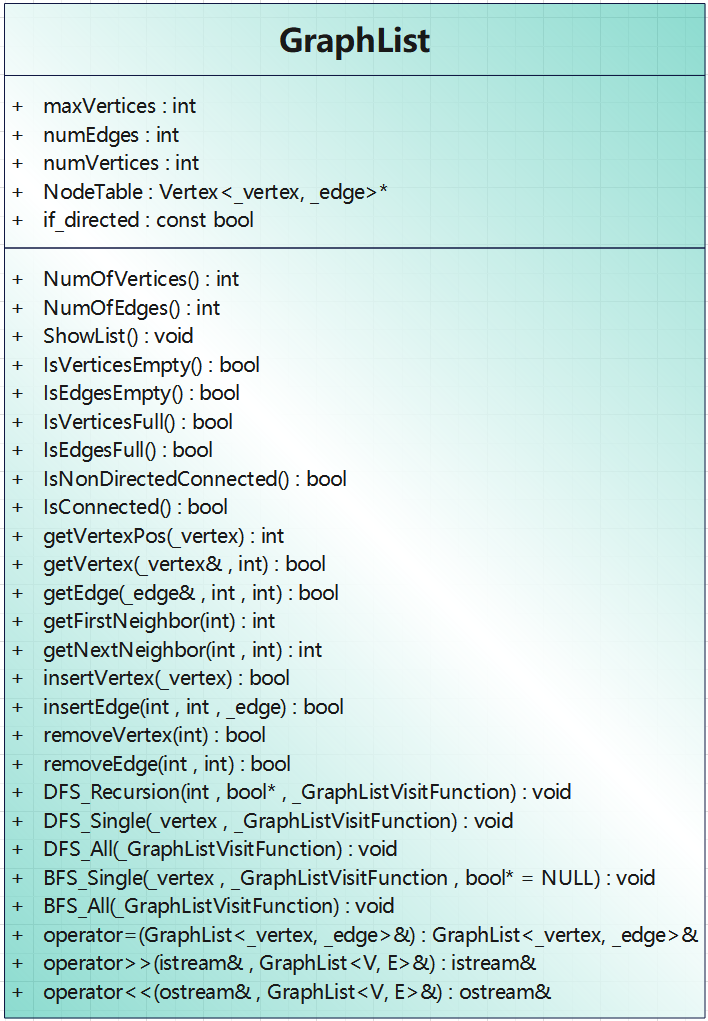 GraphList
+ maxVertices : int
+ numEdges : int
+ numVertices : int
+ NodeTable : Vertex<_vertex, _edge>*
+ if_directed : const bool
+ NumOfVertices() : int
+ NumOfEdges() : int
+ ShowList() : void
+ IsVerticesEmpty() : bool
+ IsEdgesEmpty() : bool
+ IsVerticesFull() : bool
+ IsEdgesFull() : bool
+ IsNonDirectedConnected() : bool
+ IsConnected() : bool
+ getVertexPos(_vertex) : int
+ getVertex(_vertex& , int) : bool
+ getEdge(_edge& , int , int) : bool
+ getFirstNeighbor(int) : int
+ getNextNeighbor(int , int) : int
+ insertVertex(_vertex) : bool
+ insertEdge(int , int , _edge) : bool
+ removeVertex(int) : bool
+ removeEdge(int , int) : bool
+ DFS_Recursion(int , bool* , _GraphListVisitFunction) : void
+ DFS_Single(_vertex , _GraphListVisitFunction) : void
+ DFS_All(_GraphListVisitFunction) : void
+ BFS_Single(_vertex , _GraphListVisitFunction , bool* = NULL) : void
+ BFS_All(_GraphListVisitFunction) : void
+ operator=(GraphList<_vertex, _edge>&) : GraphList<_vertex, _edge>&
+ operator>>(istream& , GraphList<V, E>&) : istream&
+ operator<<(ostream& , GraphList<V, E>&) : ostream&